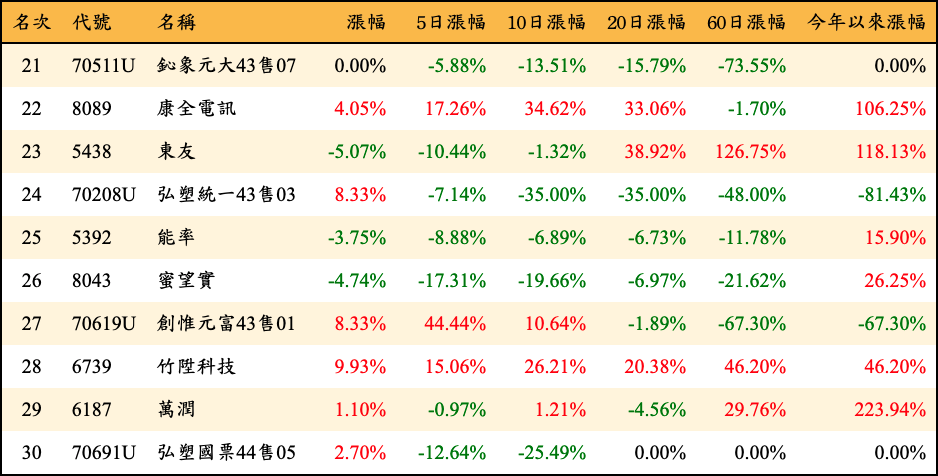 名次 代號 名稱 漲幅 5日漲幅 10日漲幅 20日漲幅 60日漲幅 今年以來漲幅
21 70511U 鈊象元大43售07 0.00% -5.88% -13.51% -15.79% -73.55% 0.00%
22 8089 康全電訊 4.05% 17.26% 34.62% 33.06% -1.70% 106.25%
23 5438 東友 -5.07% -10.44% -1.32% 38.92% 126.75% 118.13%
24 70208U 弘塑統一43售03 8.33% -7.14% -35.00% -35.00% -48.00% -81.43%
25 5392 能率 -3.75% -8.88% -6.89% -6.73% -11.78% 15.90%
26 8043 蜜望實 -4.74% -17.31% -19.66% -6.97% -21.62% 26.25%
27 70619U 創惟元富43售01 8.33% 44.44% 10.64% -1.89% -67.30% -67.30%
28 6739 竹陞科技 9.93% 15.06% 26.21% 20.38% 46.20% 46.20%
29 6187 萬潤 1.10% -0.97% 1.21% -4.56% 29.76% 223.94%
30 70691U 弘塑國票44售05 2.70% -12.64% -25.49% 0.00% 0.00% 0.00%